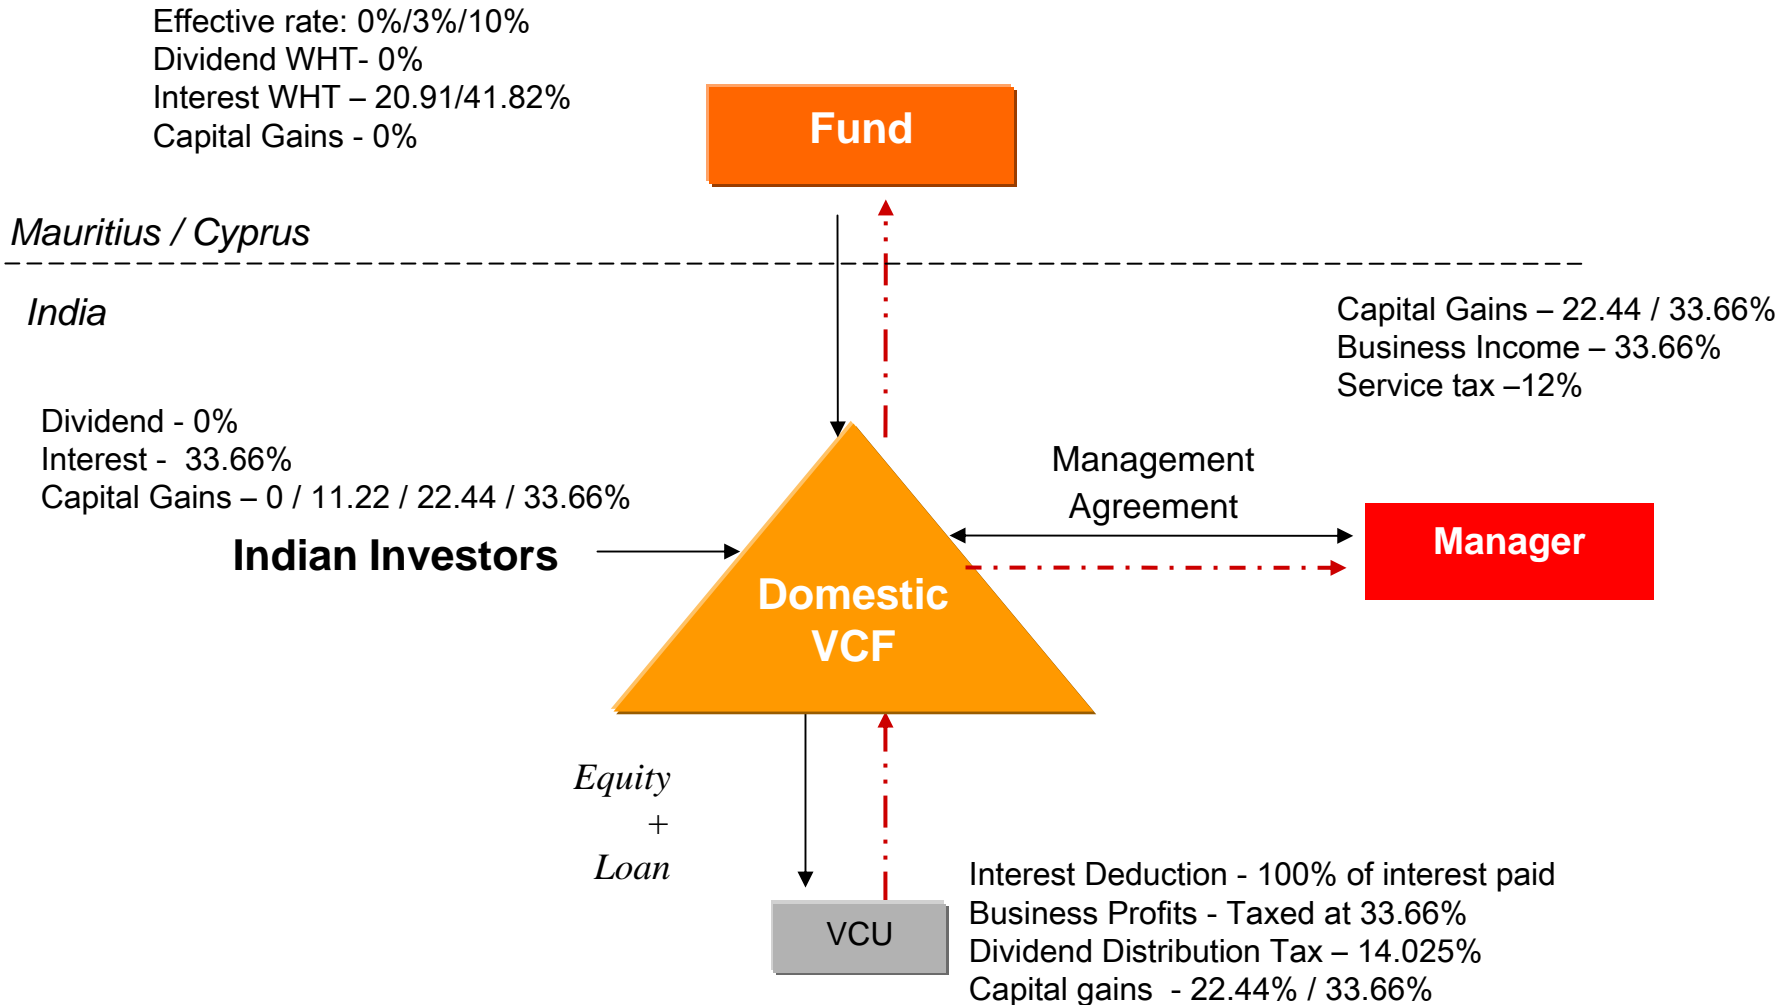 Effective rate: 0%/3%/10%
Dividend WHT- 0%
Interest WHT – 20.91/41.82%
Capital Gains - 0%
Fund
Mauritius / Cyprus
India
Capital Gains – 22.44 / 33.66%
Business Income – 33.66%
Service tax –12%
Dividend - 0%
Interest -  33.66%
Capital Gains – 0 / 11.22 / 22.44 / 33.66%
Indian Investors
Management
Agreement
Manager
Domestic
VCF
Equity
+
Loan
VCU
Interest Deduction - 100% of interest paid
Business Profits - Taxed at 33.66%
Dividend Distribution Tax – 14.025%
Capital gains  - 22.44% / 33.66%